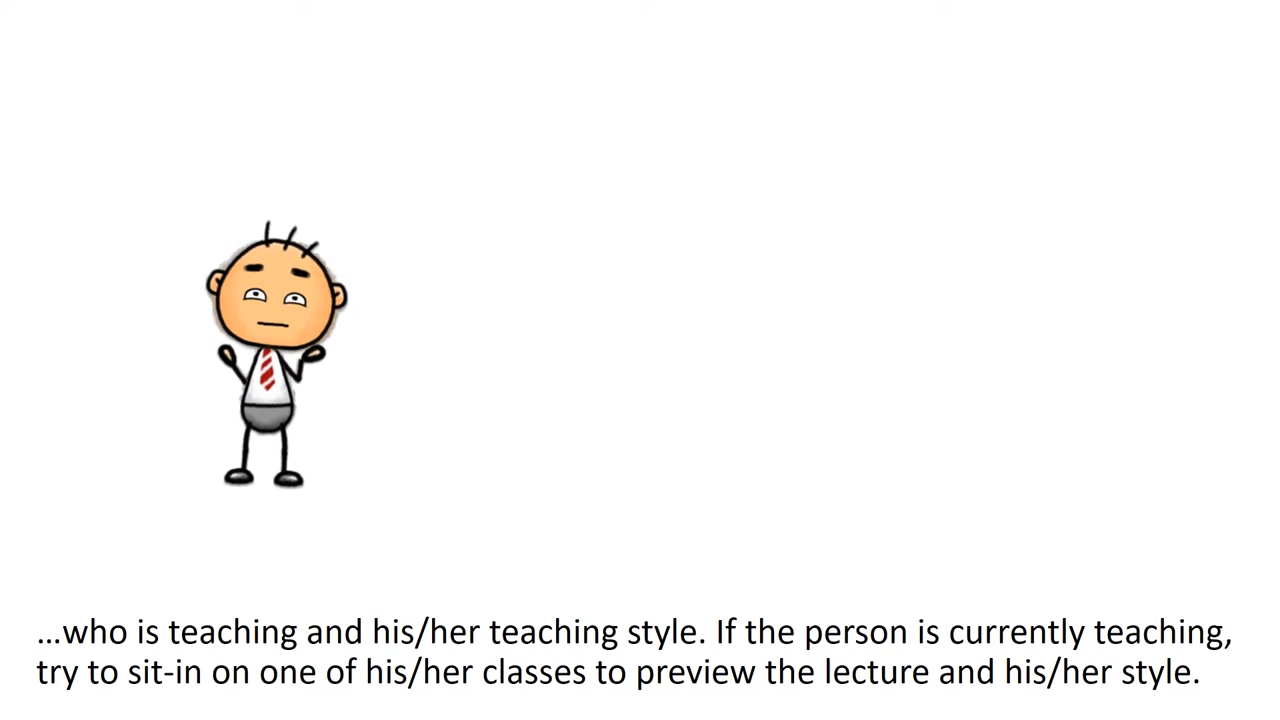 …who is teaching and his/her teaching style. If the person is currently teaching,
try to sit-in on one of his/her classes to preview the lecture and his/her style.